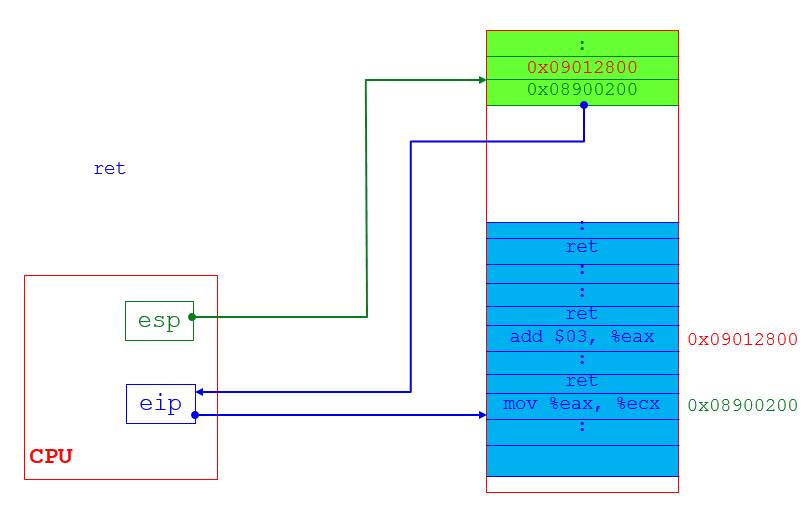 :
0x09012800
0x08900200
ret
:
ret
:
:
ret
add $03, %eax
0x09012800
:
ret
mov %eax, %ecx
0x08900200
:
esp
eip
CPU